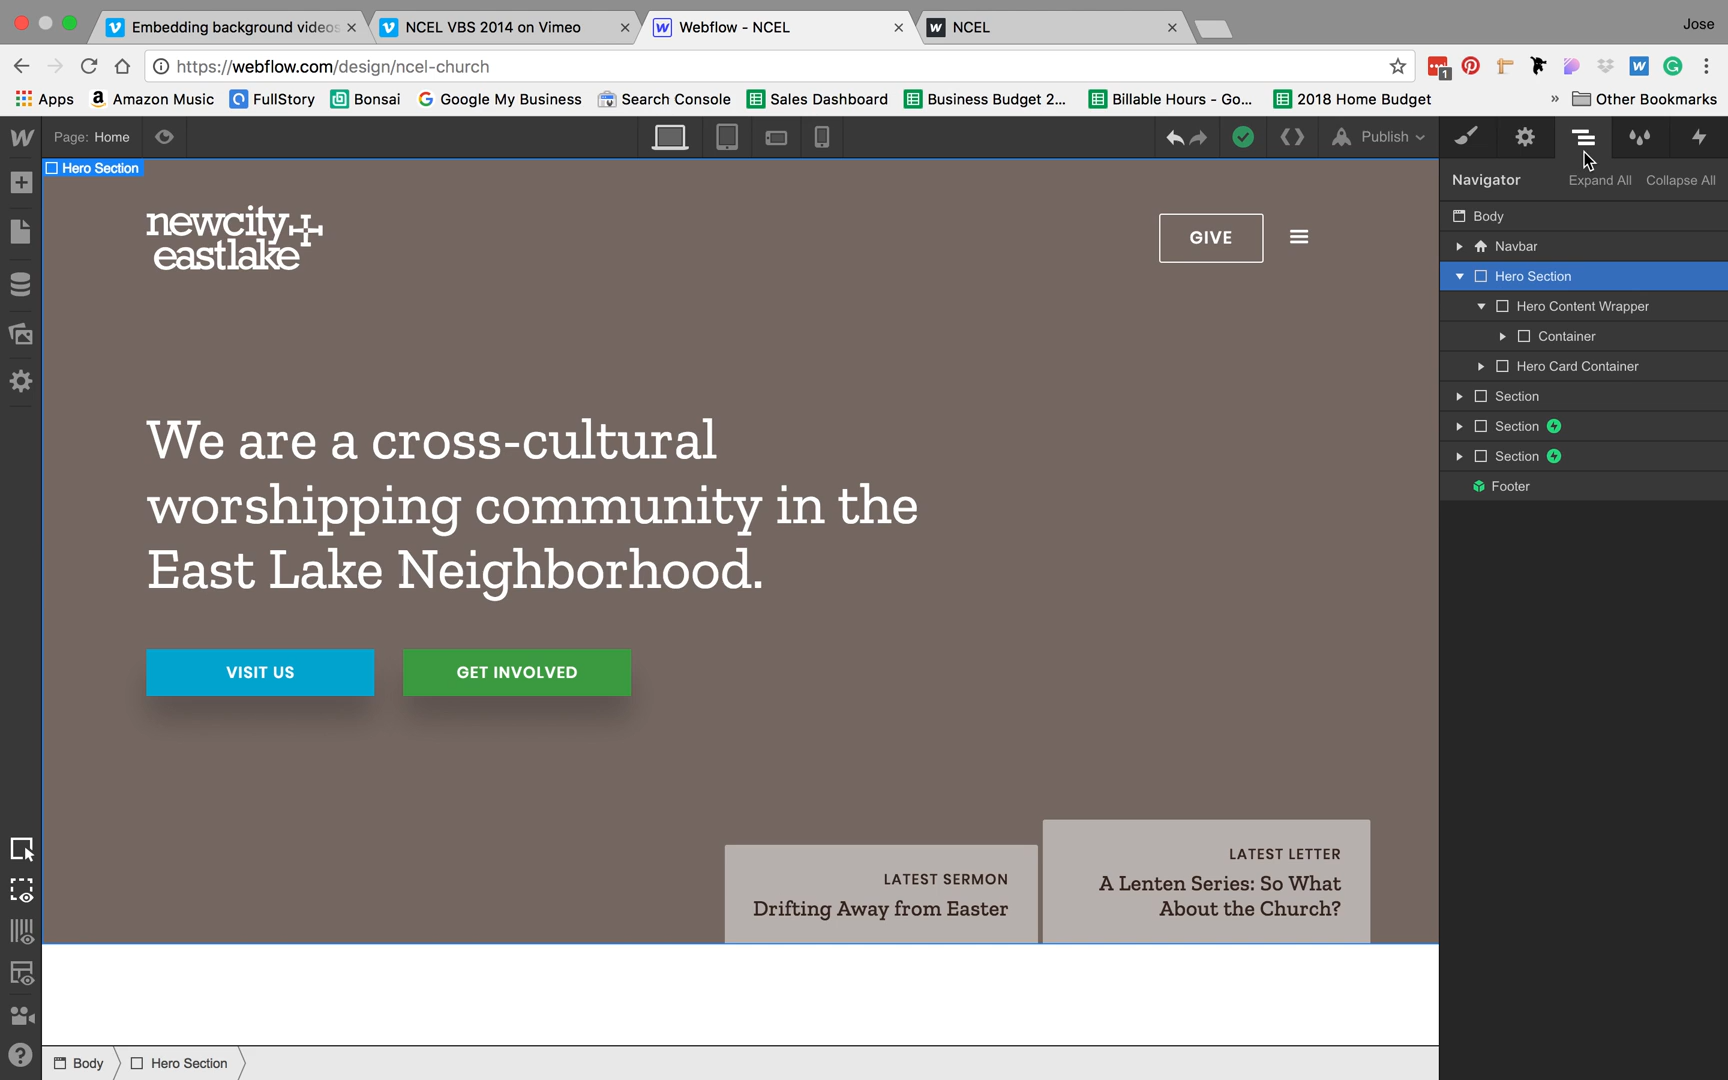 Embedding background videos
NCEL VBS 2014 on Vimeo
Webflow - NCEL
NCEL
Jose
https://webflow.com/design/ncel-church
1
Apps
Amazon Music
FullStory
Bonsai
Google My Business
Search Console
Sales Dashboard
Business Budget 2...
Billable Hours - Go...
2018 Home Budget
» Other Bookmarks
Page: Home
Publish
Hero Section
newcity
eastlake
GIVE
We are a cross-cultural
worshipping community in the
East Lake Neighborhood.
VISIT US
GET INVOLVED
LATEST SERMON
Drifting Away from Easter
LATEST LETTER
A Lenten Series: So What
About the Church?
Navigator
Expand All
Collapse All
Body
Navbar
Hero Section
Hero Content Wrapper
Container
Hero Card Container
Section
Section
Section
Footer
Body
Hero Section